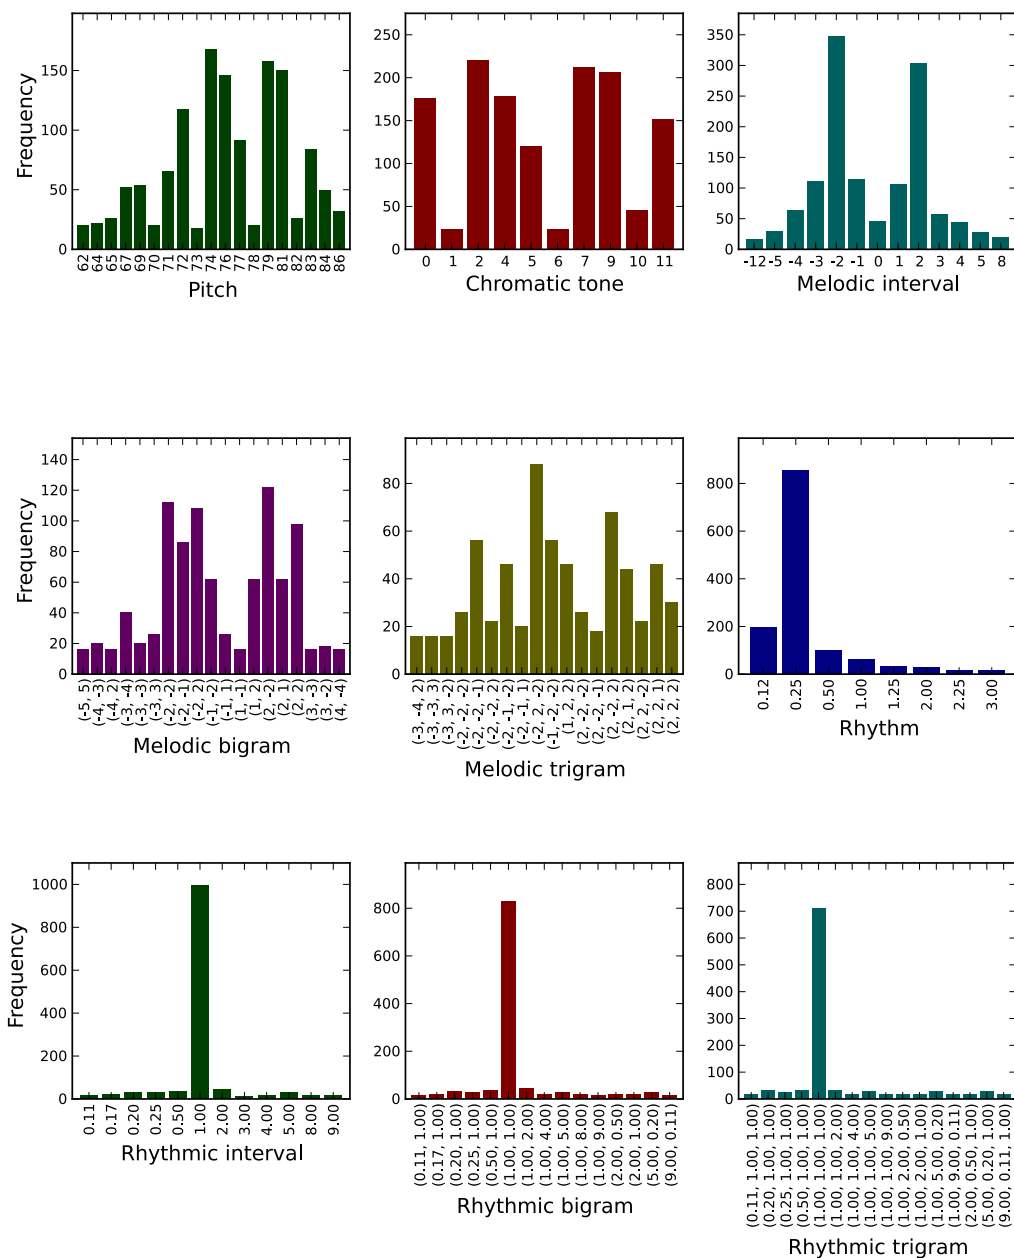 Frequency
150
100
50
0
62 64 65 67 69 70 71 72 73 74 76 77 78 79 81 82 83 84 86
Pitch
250
200
150
100
50
0
0 1 2 4 5 6 7 9 10 11
Chromatic tone
350
300
250
200
150
100
50
0
-12 -5 -4 -3 -2 -1 0 1 2 3 4 5 8
Melodic interval
Frequency
140
120
100
80
60
40
20
0
(-5, 5) (-4, -3) (-4, 2) (-3, -4) (-3, -3) (-3, 3) (-2, -2) (-2, -1) (-2, 2) (-1, -2) (-1, 1) (1, -2) (1, 2) (2, -2) (2, 1) (2, 2) (3, -3) (3, -2) (4, -4)
Melodic bigram
80
60
40
20
0
(-3, -4, 2) (-3, -3, 3) (-3, 3, -2) (-2, -2, -2) (-2, -2, -1) (-2, -2, 2) (-2, -1, -2) (-2, -1, 1) (-2, 2, -2) (-1, -2, -2) (1, 2, 2) (2, -2, -2) (2, -2, -1) (2, -2, 2) (2, 1, 2) (2, 2, -2) (2, 2, 1) (2, 2, 2)
Melodic trigram
800
600
400
200
0
0.12 0.25 0.50 1.00 1.25 2.00 2.25 3.00
Rhythm
Frequency
1000
800
600
400
200
0
0.11 0.17 0.20 0.25 0.50 1.00 2.00 3.00 4.00 5.00 8.00 9.00
Rhythmic interval
800
600
400
200
0
(0.11, 1.00) (0.17, 1.00) (0.20, 1.00) (0.25, 1.00) (0.50, 1.00) (1.00, 1.00) (1.00, 2.00) (1.00, 4.00) (1.00, 5.00) (1.00, 8.00) (1.00, 9.00) (2.00, 0.50) (2.00, 1.00) (5.00, 0.20) (9.00, 0.11)
Rhythmic bigram
800
700
600
500
400
300
200
100
0
(0.11, 1.00, 1.00) (0.20, 1.00, 1.00) (0.25, 1.00, 1.00) (0.50, 1.00, 1.00) (1.00, 1.00, 1.00) (1.00, 1.00, 2.00) (1.00, 1.00, 4.00) (1.00, 1.00, 5.00) (1.00, 1.00, 9.00) (1.00, 2.00, 0.50) (1.00, 2.00, 1.00) (1.00, 5.00, 0.20) (1.00, 9.00, 0.11) (2.00, 0.50, 1.00) (5.00, 0.20, 1.00) (9.00, 0.11, 1.00)
Rhythmic trigram